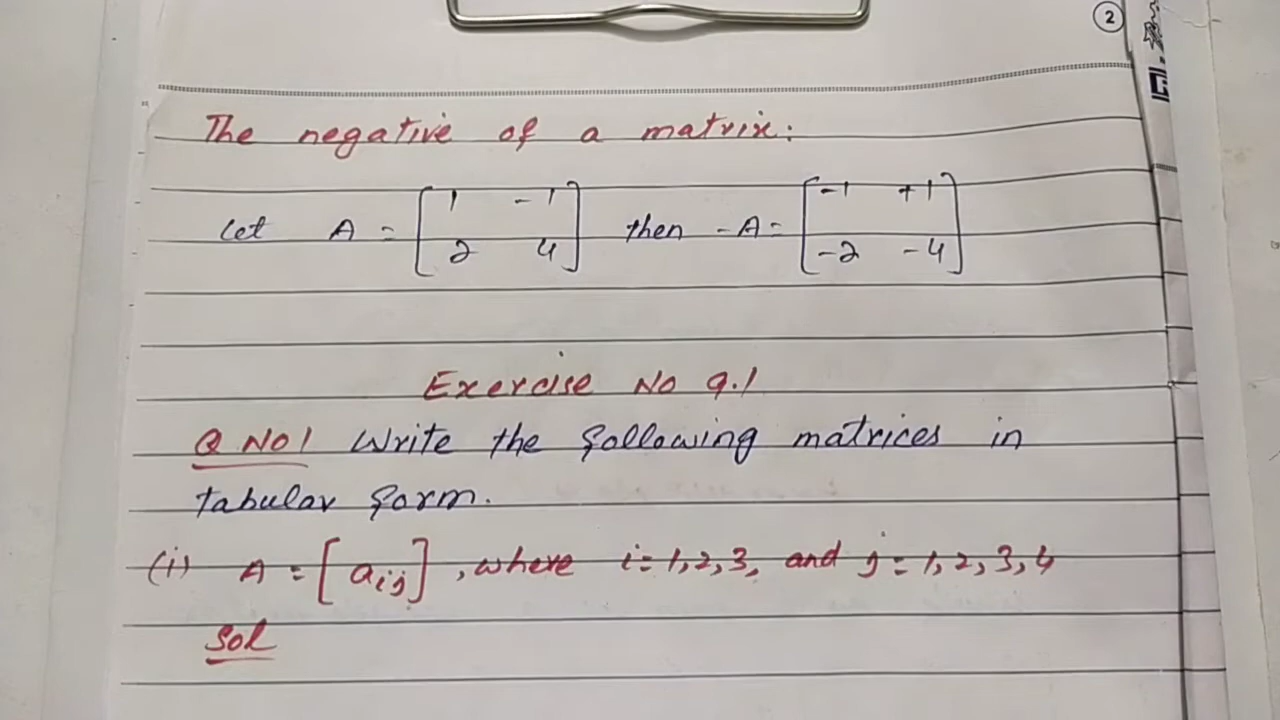 2
The negative of a matrix:
Let A = [1 -1 2 4] then -A = [-1 +1 -2 -4]
Exercise No 9.1
Q NO1 Write the following matrices in
tabular form.
(i) A = [aij], where i = 1,2,3, and j = 1,2,3,4
Sol